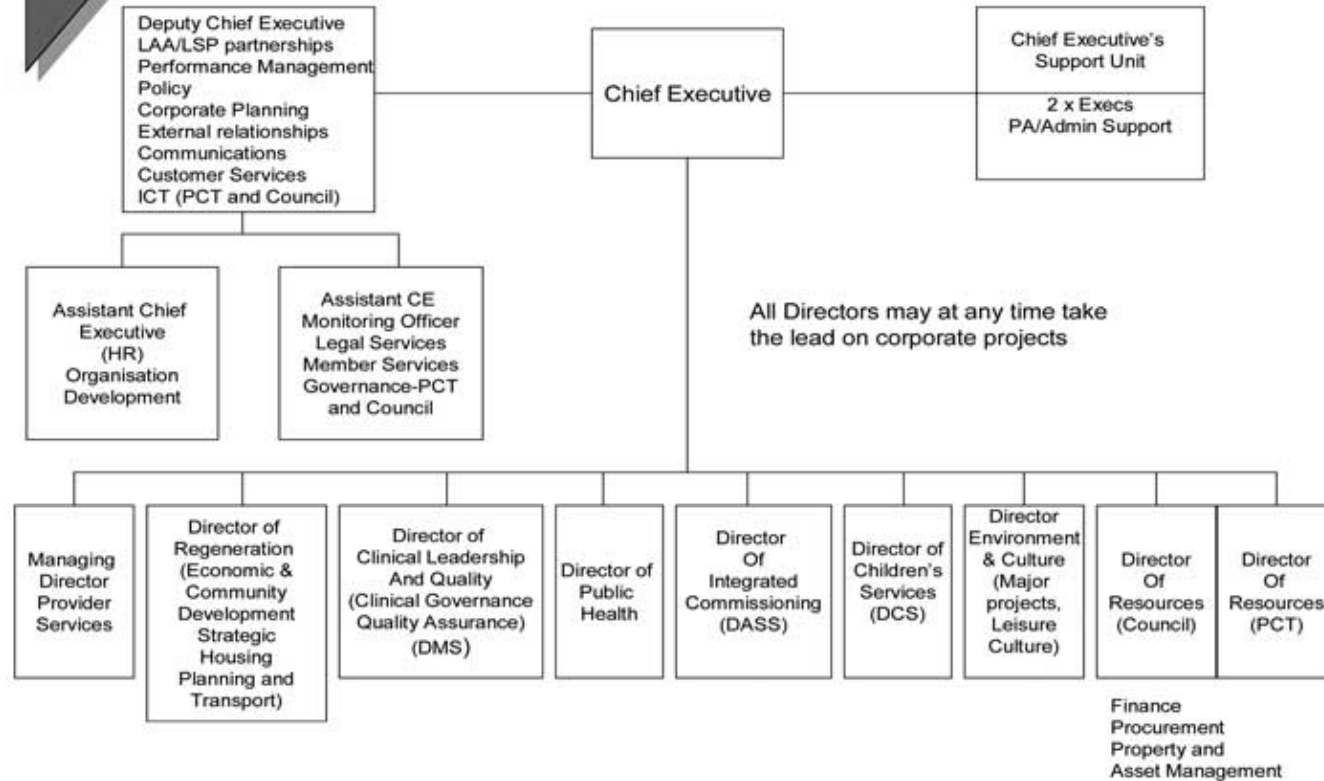 Deputy Chief Executive
LAA/LSP partnerships
Performance Management
Policy
Corporate Planning
External relationships
Communications
Customer Services
ICT (PCT and Council)
Chief Executive
Chief Executive's
Support Unit
2 x Execs
PA/Admin Support
Assistant Chief
Executive
(HR)
Organisation
Development
Assistant CE
Monitoring Officer
Legal Services
Member Services
Governance-PCT
and Council
All Directors may at any time take
the lead on corporate projects
Managing
Director
Provider
Services
Director of
Regeneration
(Economic &
Community
Development
Strategic
Housing
Planning and
Transport)
Director of
Clinical Leadership
And Quality
(Clinical Governance
Quality Assurance)
(DMS)
Director of
Public
Health
Director
Of
Integrated
Commissioning
(DASS)
Director of
Children's
Services
(DCS)
Director
Environment
& Culture
(Major
projects,
Leisure
Culture)
Director
Of
Resources
(Council)
Director
Of
Resources
(PCT)
Finance
Procurement
Property and
Asset Management